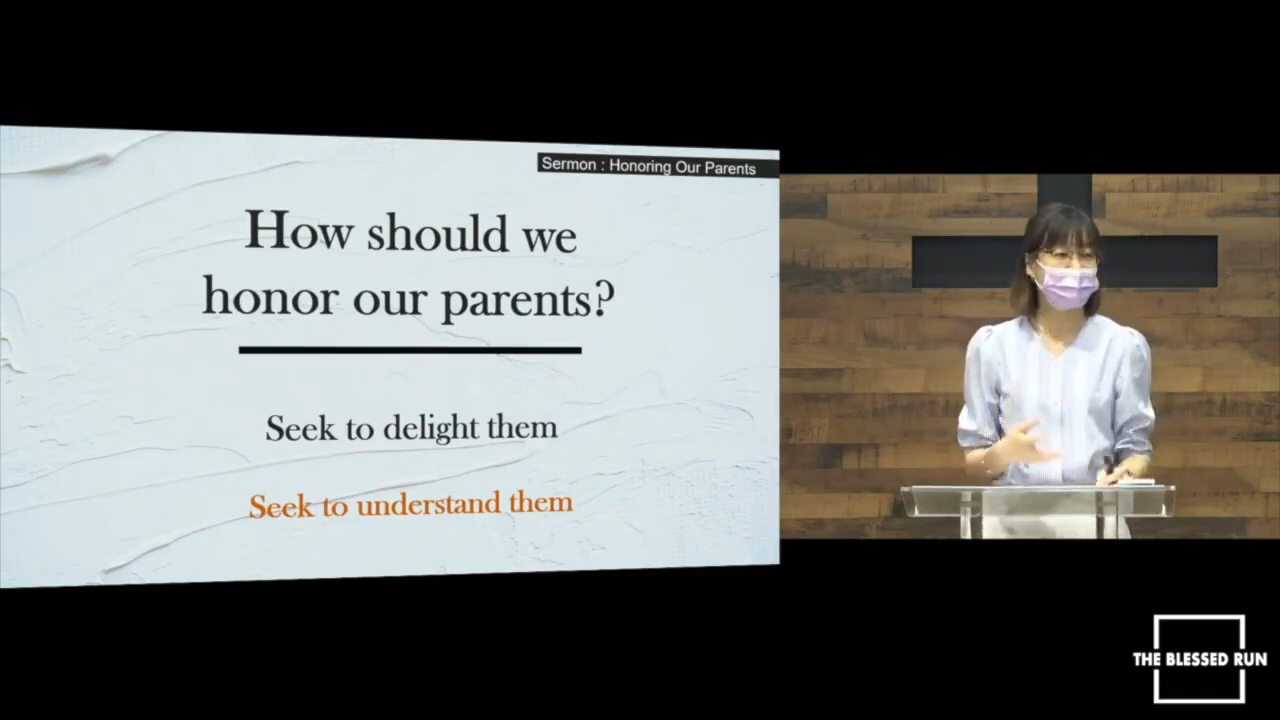 Sermon : Honoring Our Parents
How should we
honor our parents?
Seek to delight them
Seek to understand them
THE BLESSED RUN